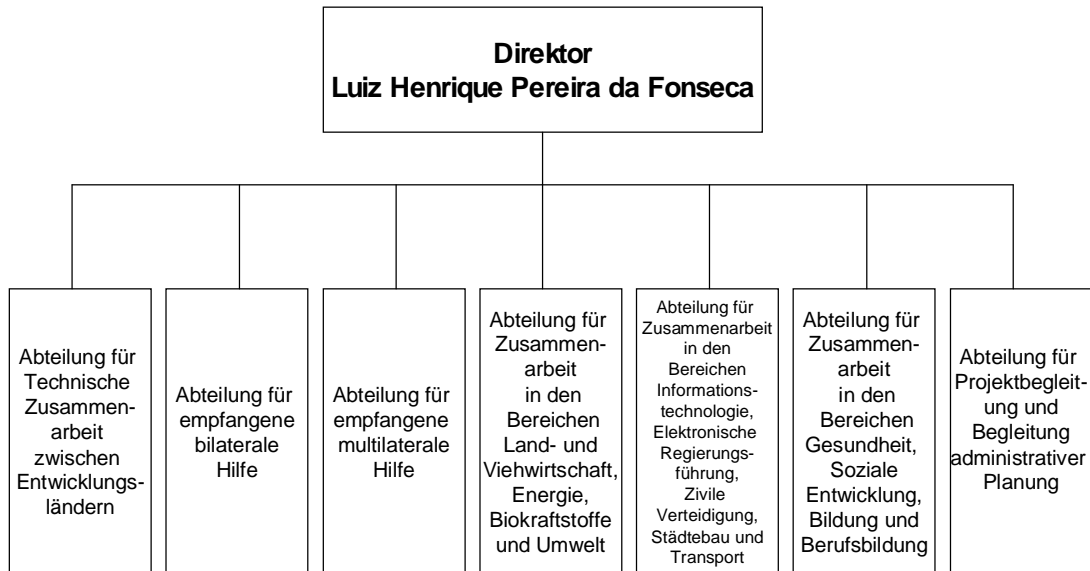 Direktor
Luiz Henrique Pereira da Fonseca
Abteilung für
Technische
Zusammen-
arbeit
zwischen
Entwicklungs-
ländern
Abteilung für
empfangene
bilaterale
Hilfe
Abteilung für
empfangene
multilaterale
Hilfe
Abteilung für
Zusammen-
arbeit
in den
Bereichen
Land- und
Viehwirtschaft,
Energie,
Biokraftstoffe
und Umwelt
Abteilung für
Zusammenarbeit
in den
Bereichen
Informations-
technologie,
Elektronische
Regierungs-
führung,
Zivile
Verteidigung,
Städtebau und
Transport
Abteilung für
Zusammen-
arbeit
in den
Bereichen
Gesundheit,
Soziale
Entwicklung,
Bildung und
Berufsbildung
Abteilung für
Projektbegleit-
itung und
Begleitung
administrativer
Planung